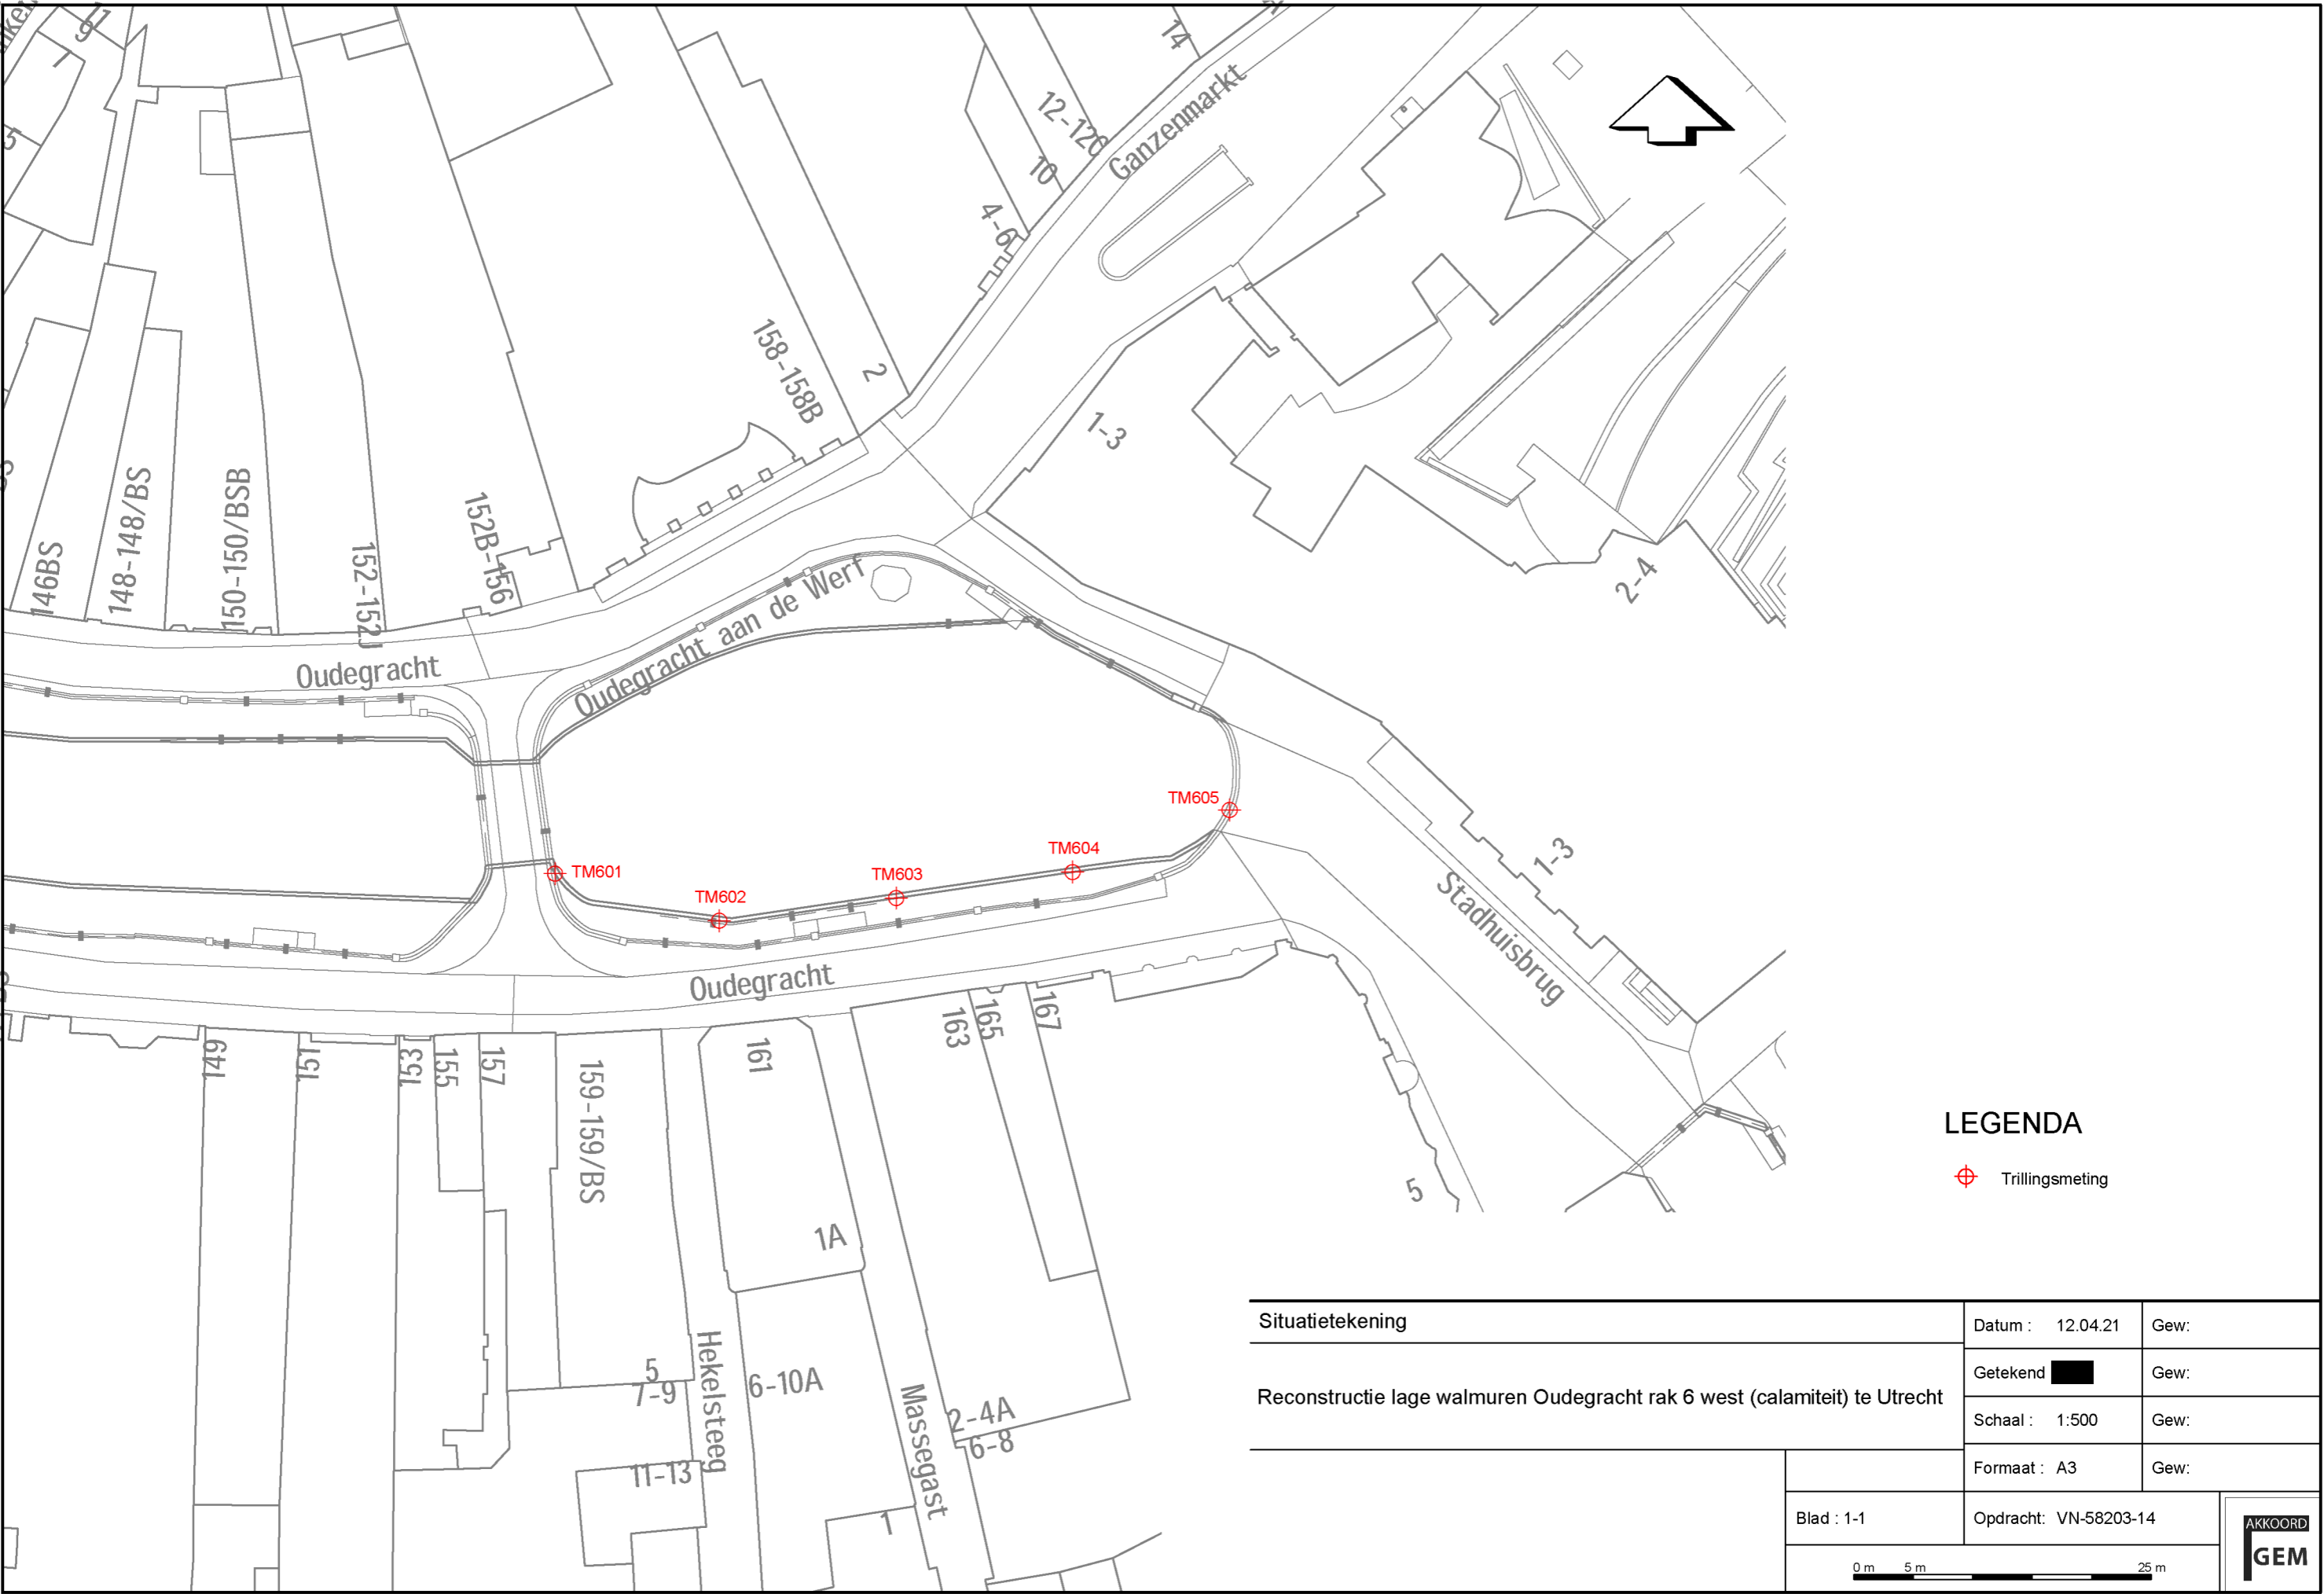 11
9
7
5
14
12-12C
10
4-6
Ganzenmarkt
158-158B
2
1-3
2-4
146BS
148-148/BS
150-150/BSB
152-152J
152B-156
Oudegracht
Oudegracht aan de Werf
TM601
TM602
TM603
TM604
TM605
1-3
Stadhuisbrug
Oudegracht
149
151
153
155
157
159-159/BS
161
163
165
167
1A
5
5
7-9
11-13
Hekelsteeg
6-10A
Massegast
2-4A
6-8
1
LEGENDA
Trillingsmeting
Situatietekening
Reconstructie lage walmuren Oudegracht rak 6 west (calamiteit) te Utrecht
Datum : 12.04.21 Gew:
Getekend Gew:
Schaal : 1:500 Gew:
Formaat : A3 Gew:
Blad : 1-1
Opdracht: VN-58203-14
0 m 5 m 25 m
AKKOORD
GEM